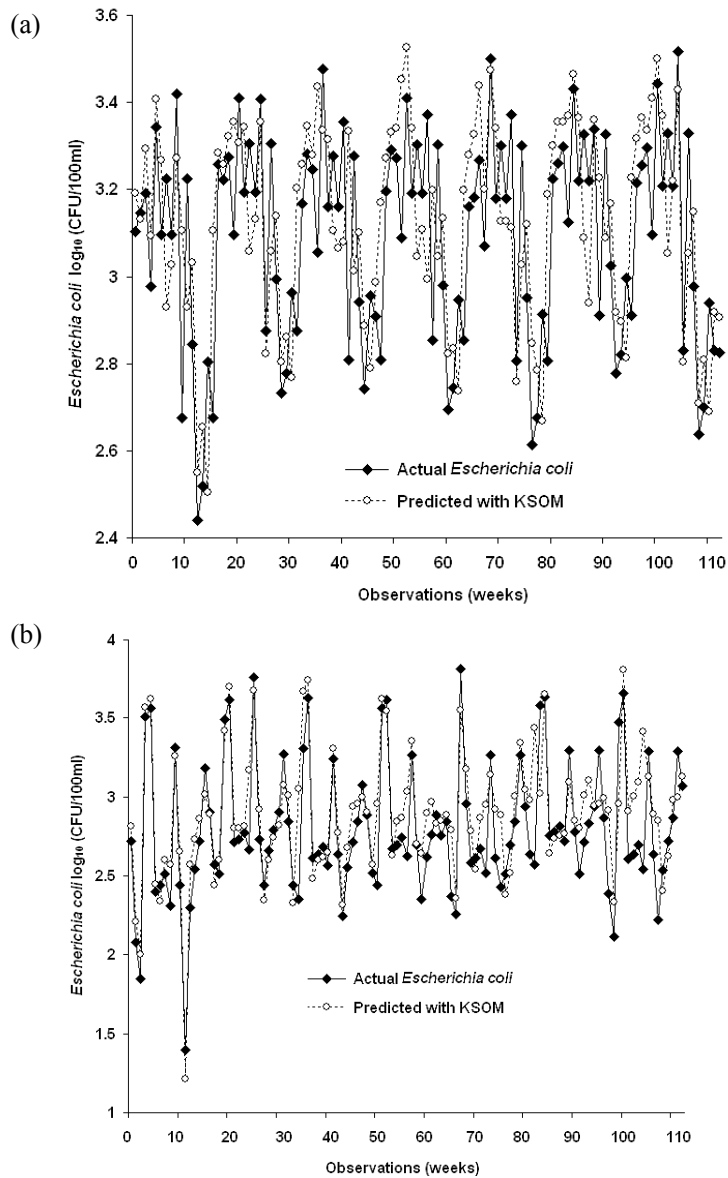 (a)
3.6
3.4
3.2
3.0
2.8
2.6
2.4
Escherichia coli log₁₀ (CFU/100ml)
Actual Escherichia coli
Predicted with KSOM
0 10 20 30 40 50 60 70 80 90 100 110
Observations (weeks)
(b)
4
3.5
3
2.5
2
1.5
1
Escherichia coli log₁₀ (CFU/100ml)
Actual Escherichia coli
Predicted with KSOM
0 10 20 30 40 50 60 70 80 90 100 110
Observations (weeks)